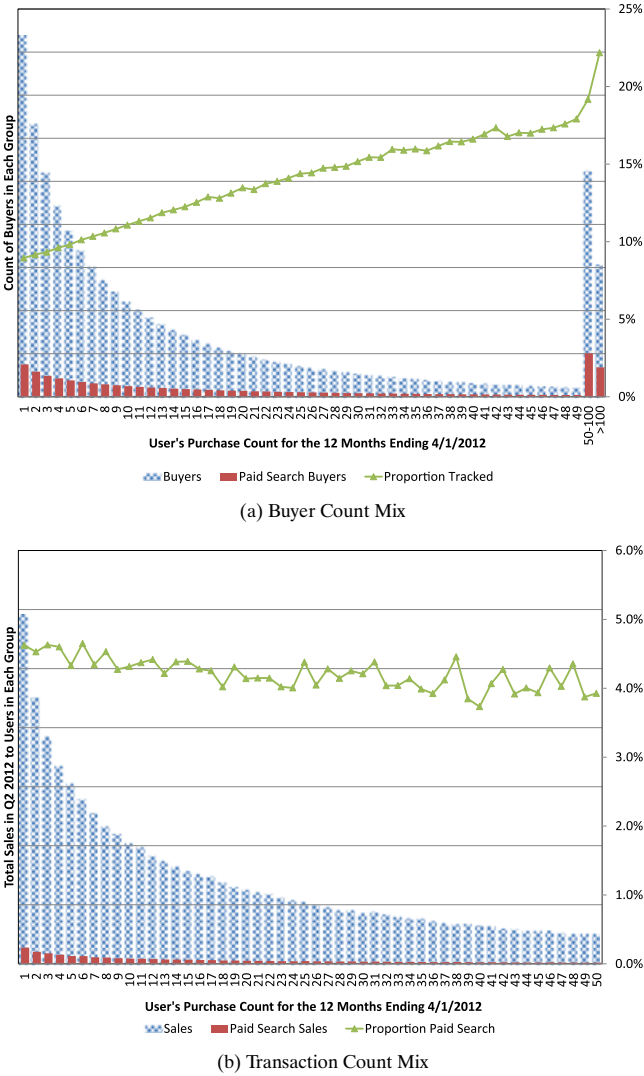 25%
20%
15%
10%
5%
0%
Count of Buyers in Each Group
1 2 3 4 5 6 7 8 9 10 11 12 13 14 15 16 17 18 19 20 21 22 23 24 25 26 27 28 29 30 31 32 33 34 35 36 37 38 39 40 41 42 43 44 45 46 47 48 49 50-100 >100
User's Purchase Count for the 12 Months Ending 4/1/2012
Buyers Paid Search Buyers Proportion Tracked
(a) Buyer Count Mix
6.0%
5.0%
4.0%
3.0%
2.0%
1.0%
0.0%
Total Sales in Q2 2012 to Users in Each Group
1 2 3 4 5 6 7 8 9 10 11 12 13 14 15 16 17 18 19 20 21 22 23 24 25 26 27 28 29 30 31 32 33 34 35 36 37 38 39 40 41 42 43 44 45 46 47 48 49 50
User's Purchase Count for the 12 Months Ending 4/1/2012
Sales Paid Search Sales Proportion Paid Search
(b) Transaction Count Mix